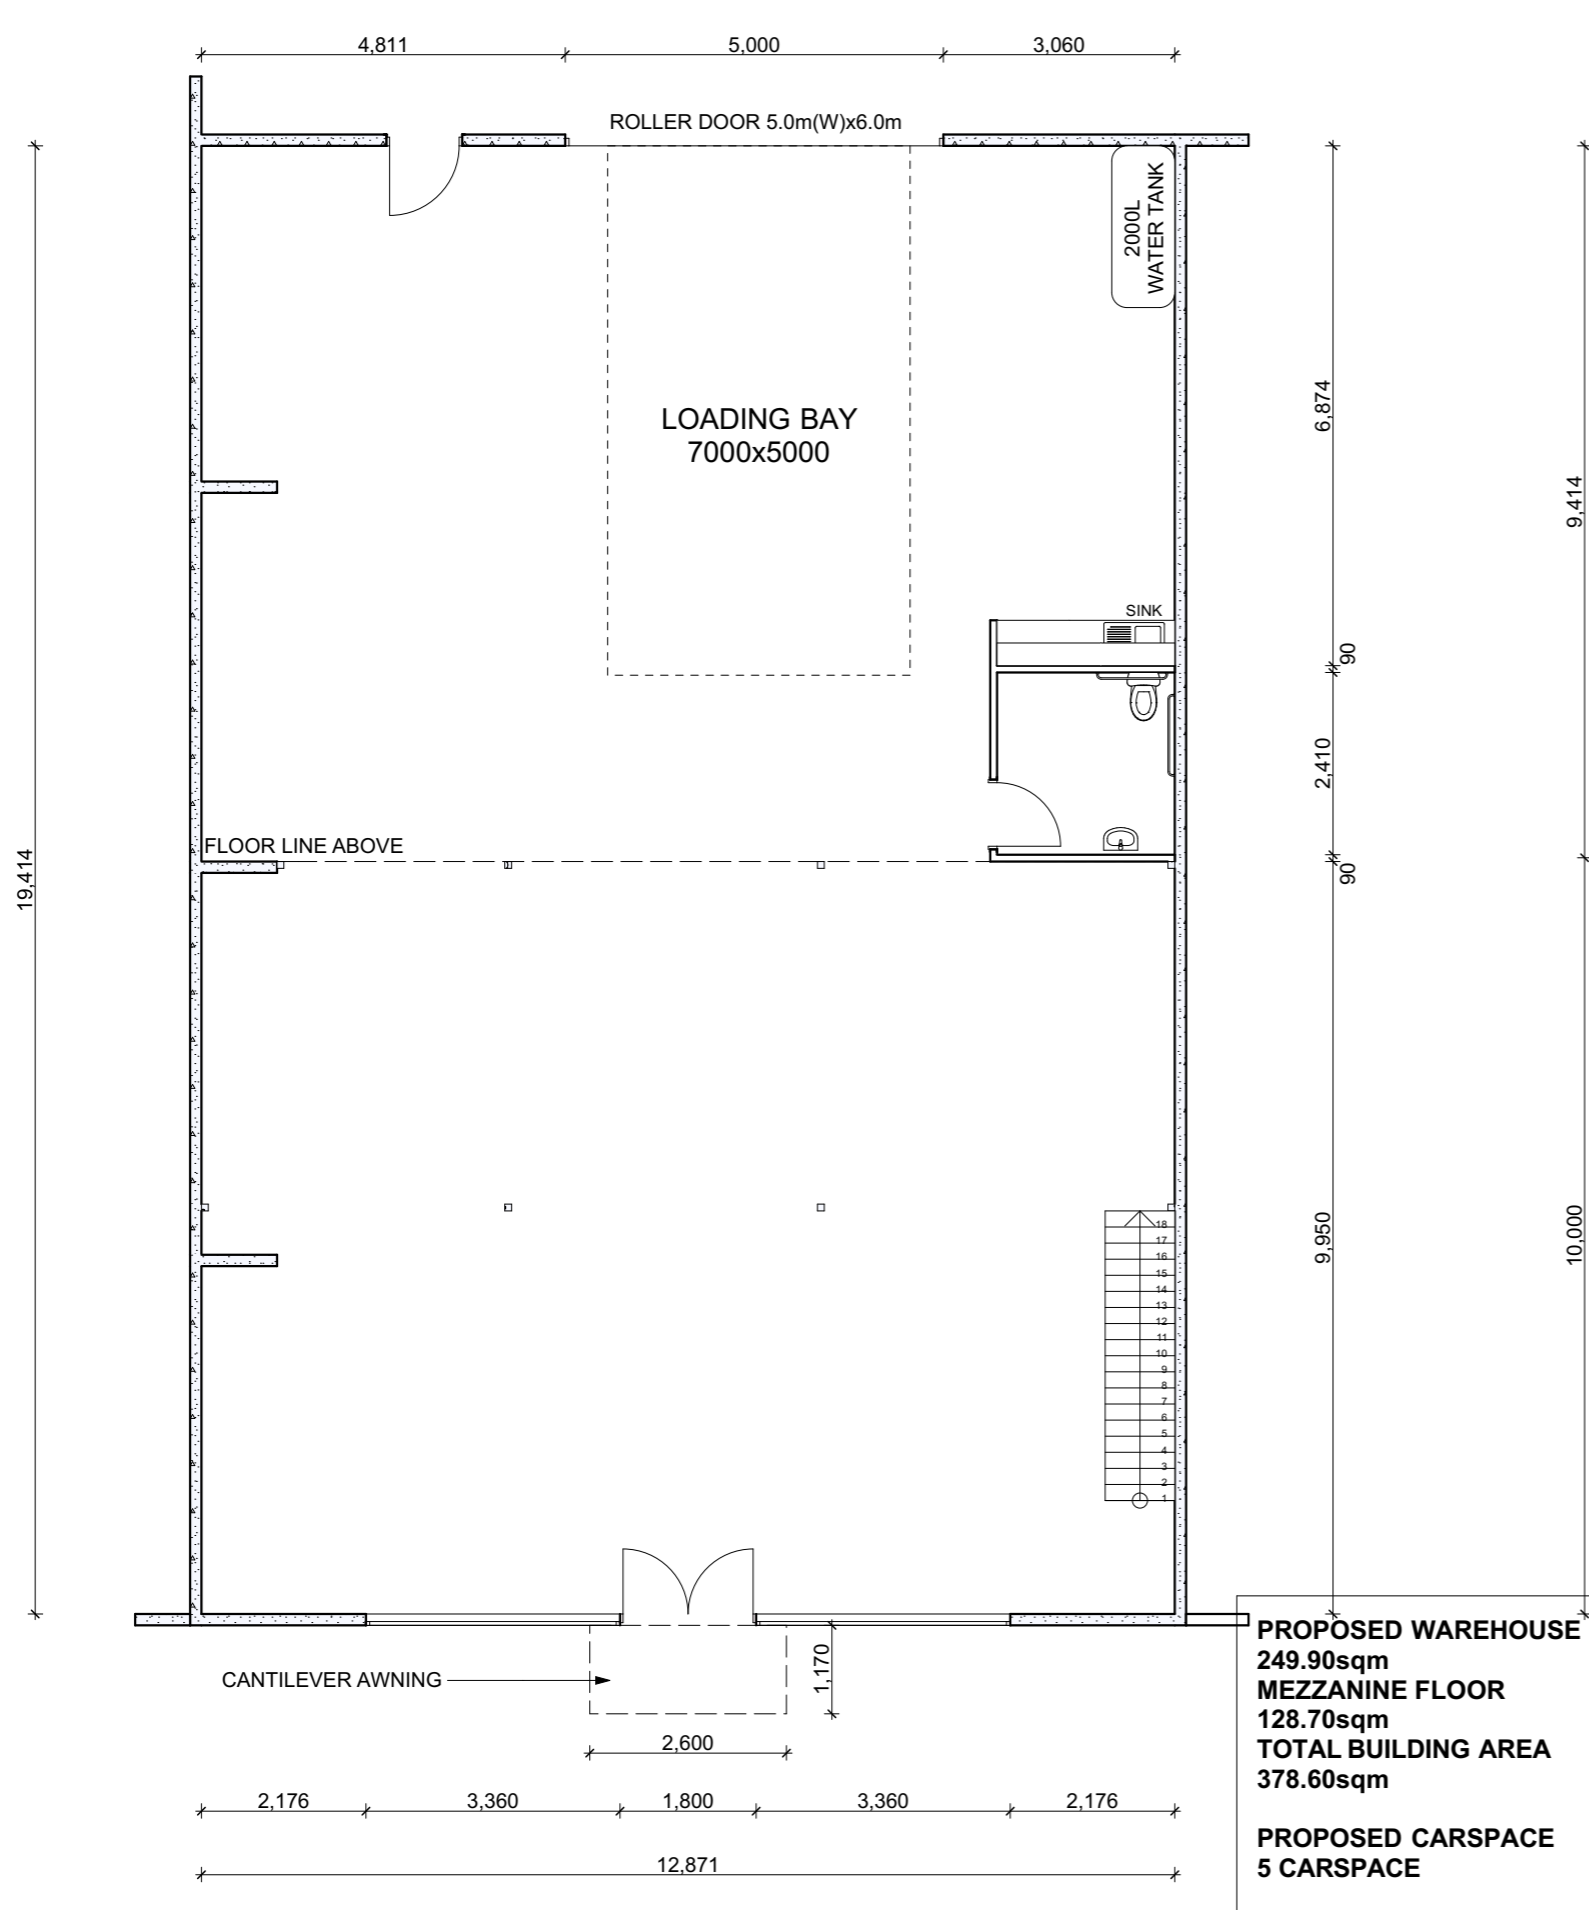 4,811
5,000
3,060
ROLLER DOOR 5.0m(W)x6.0m
2000L
WATER TANK
LOADING BAY
7000x5000
6,874
9,414
SINK
90
2,410
FLOOR LINE ABOVE
90
19,414
9,950
10,000
18
17
16
15
14
13
12
11
10
9
8
7
6
5
4
3
2
1
CANTILEVER AWNING
1,170
2,600
2,176
3,360
1,800
3,360
2,176
12,871
PROPOSED WAREHOUSE
249.90sqm
MEZZANINE FLOOR
128.70sqm
TOTAL BUILDING AREA
378.60sqm
PROPOSED CARSPACE
5 CARSPACE